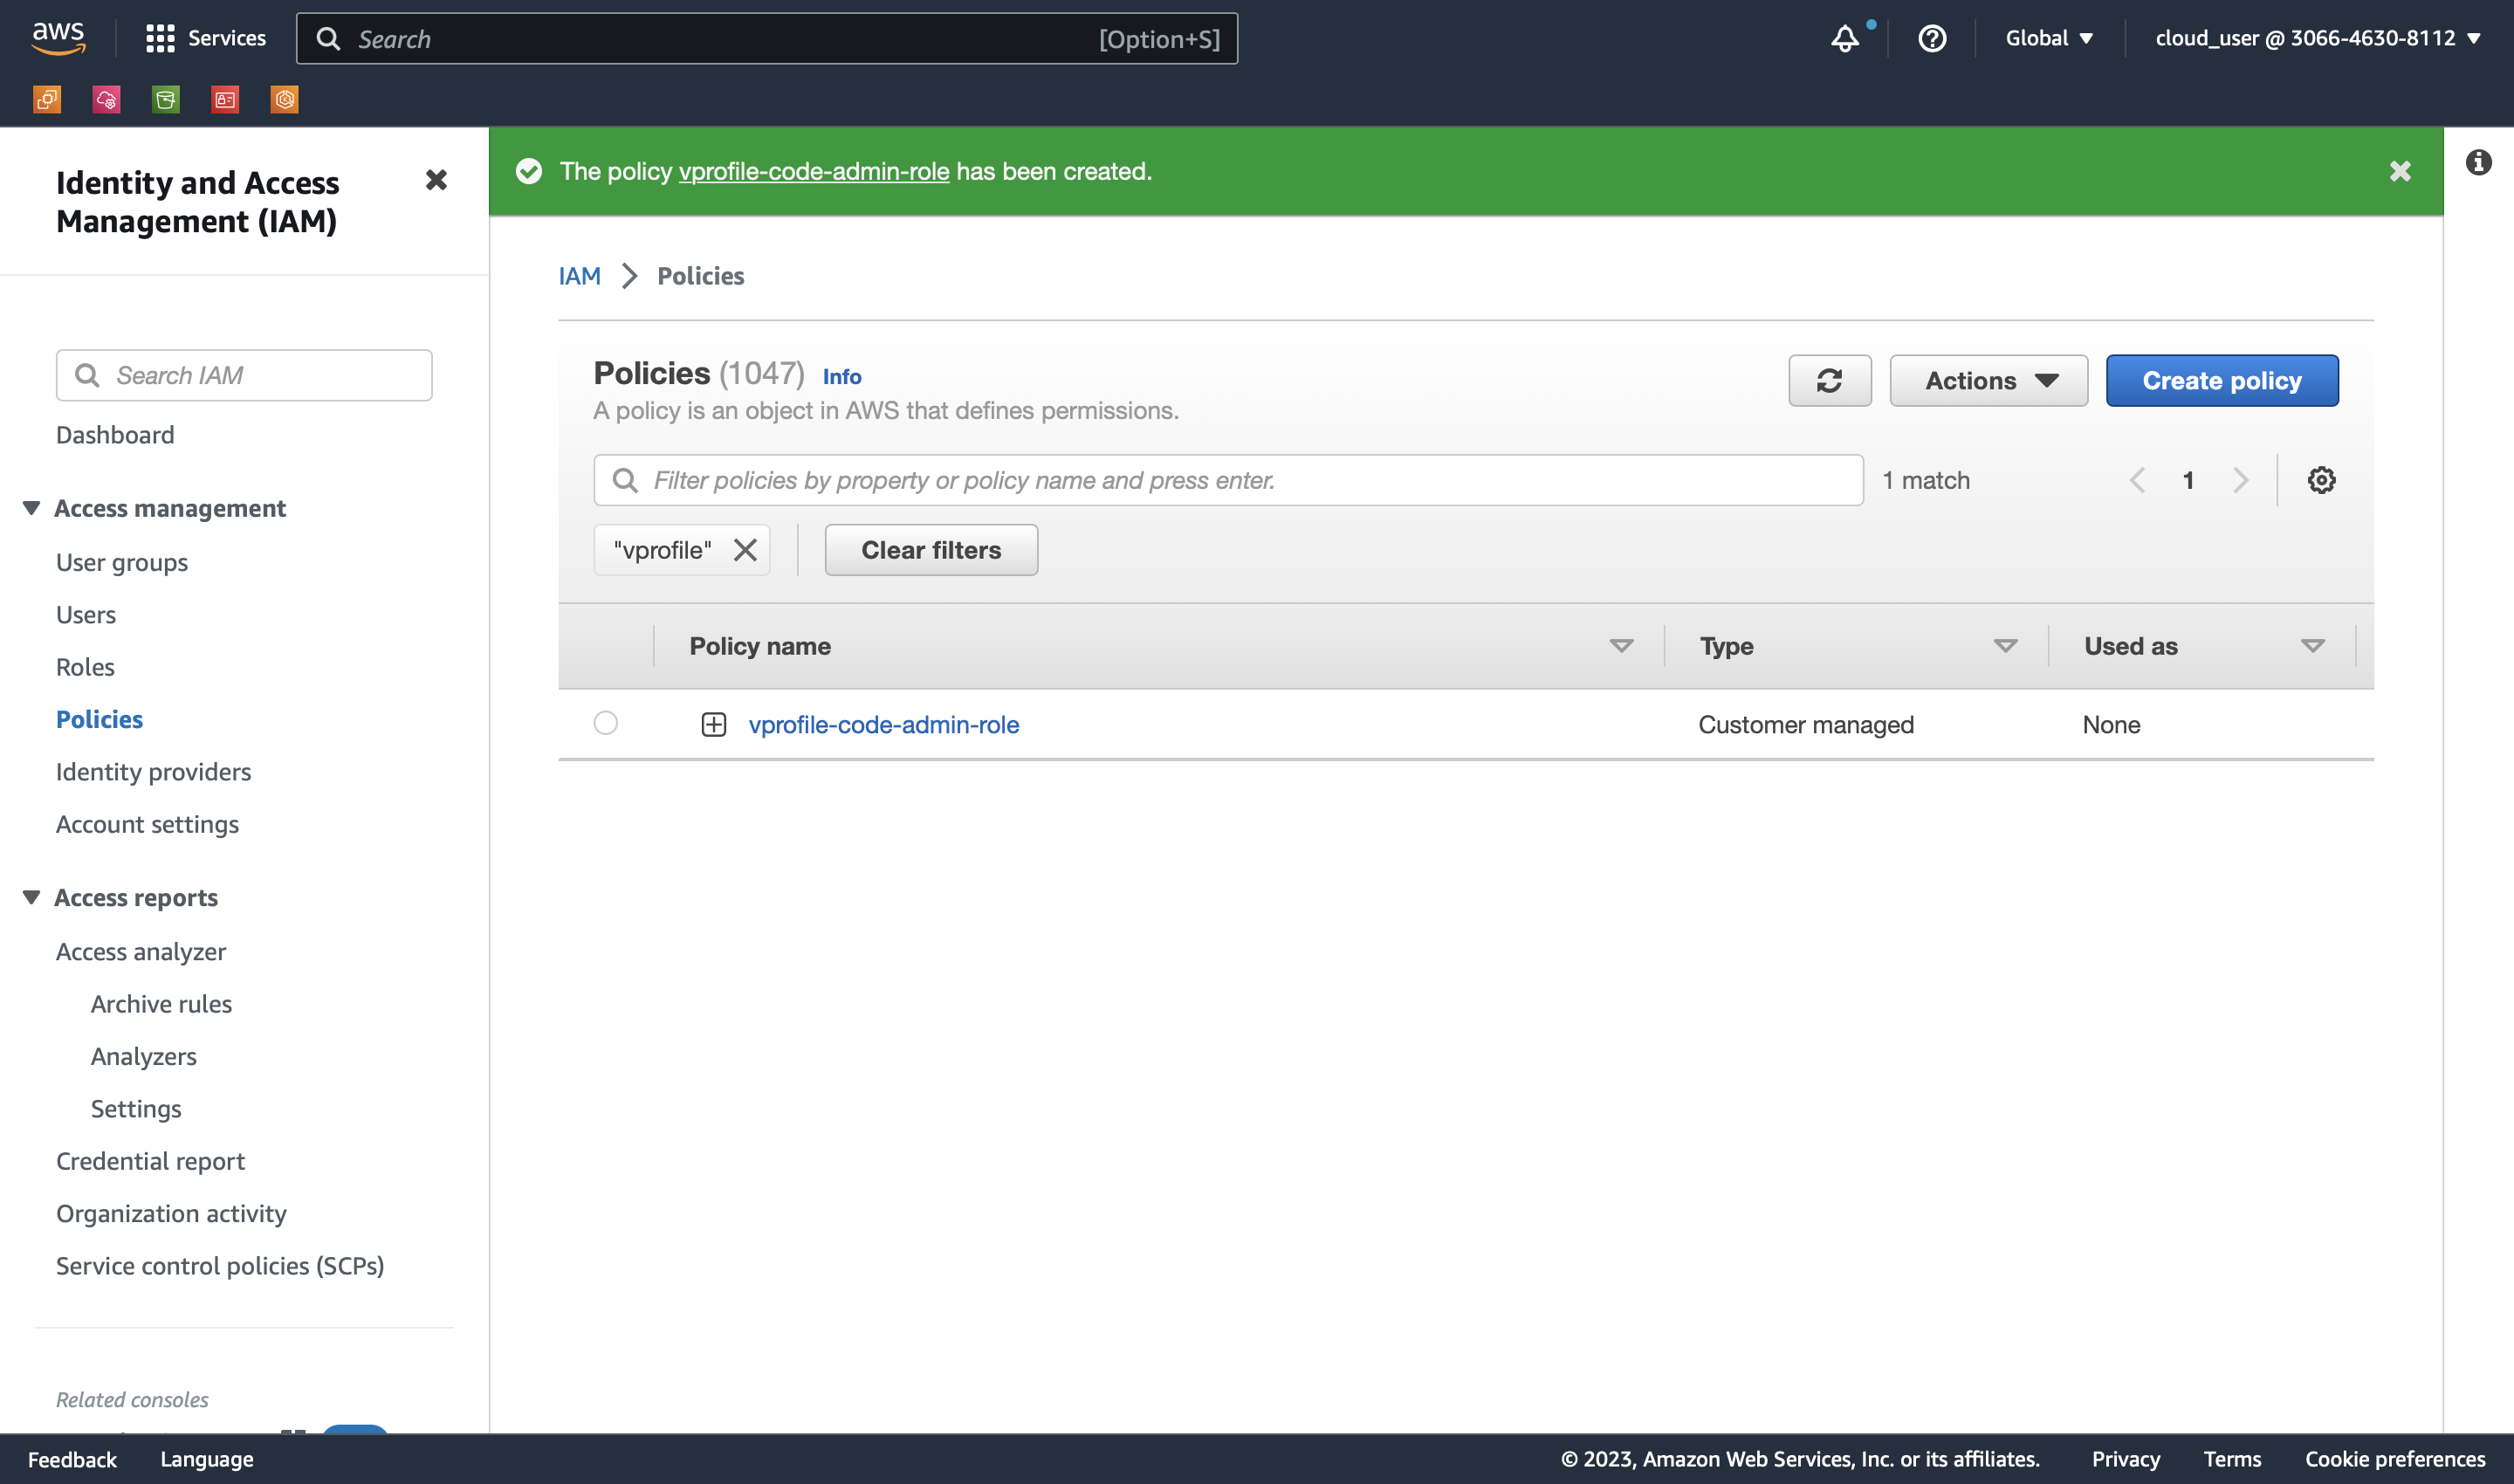 aws
Services
Search
[Option+S]
Global
cloud_user @ 3066-4630-8112
Identity and Access
Management (IAM)
Search IAM
Dashboard
Access management
User groups
Users
Roles
Policies
Identity providers
Account settings
Access reports
Access analyzer
Archive rules
Analyzers
Settings
Credential report
Organization activity
Service control policies (SCPs)
Related consoles
The policy vprofile-code-admin-role has been created.
IAM
Policies
Policies (1047) Info
A policy is an object in AWS that defines permissions.
Actions
Create policy
Filter policies by property or policy name and press enter.
1 match
1
"vprofile"
Clear filters
Policy name
Type
Used as
vprofile-code-admin-role
Customer managed
None
Feedback
Language
© 2023, Amazon Web Services, Inc. or its affiliates.
Privacy
Terms
Cookie preferences